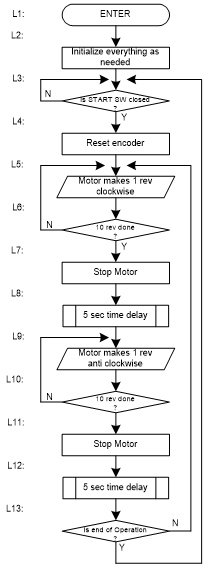 L1:
ENTER
L2:
Initialize everything as
needed
L3:
Is START SW closed
?
N
Y
L4:
Reset encoder
L5:
Motor makes 1 rev
clockwise
L6:
10 rev done
?
N
Y
L7:
Stop Motor
L8:
5 sec time delay
L9:
Motor makes 1 rev
anti clockwise
L10:
10 rev done
?
N
Y
L11:
Stop Motor
L12:
5 sec time delay
L13:
Is end of Operation
?
N
Y